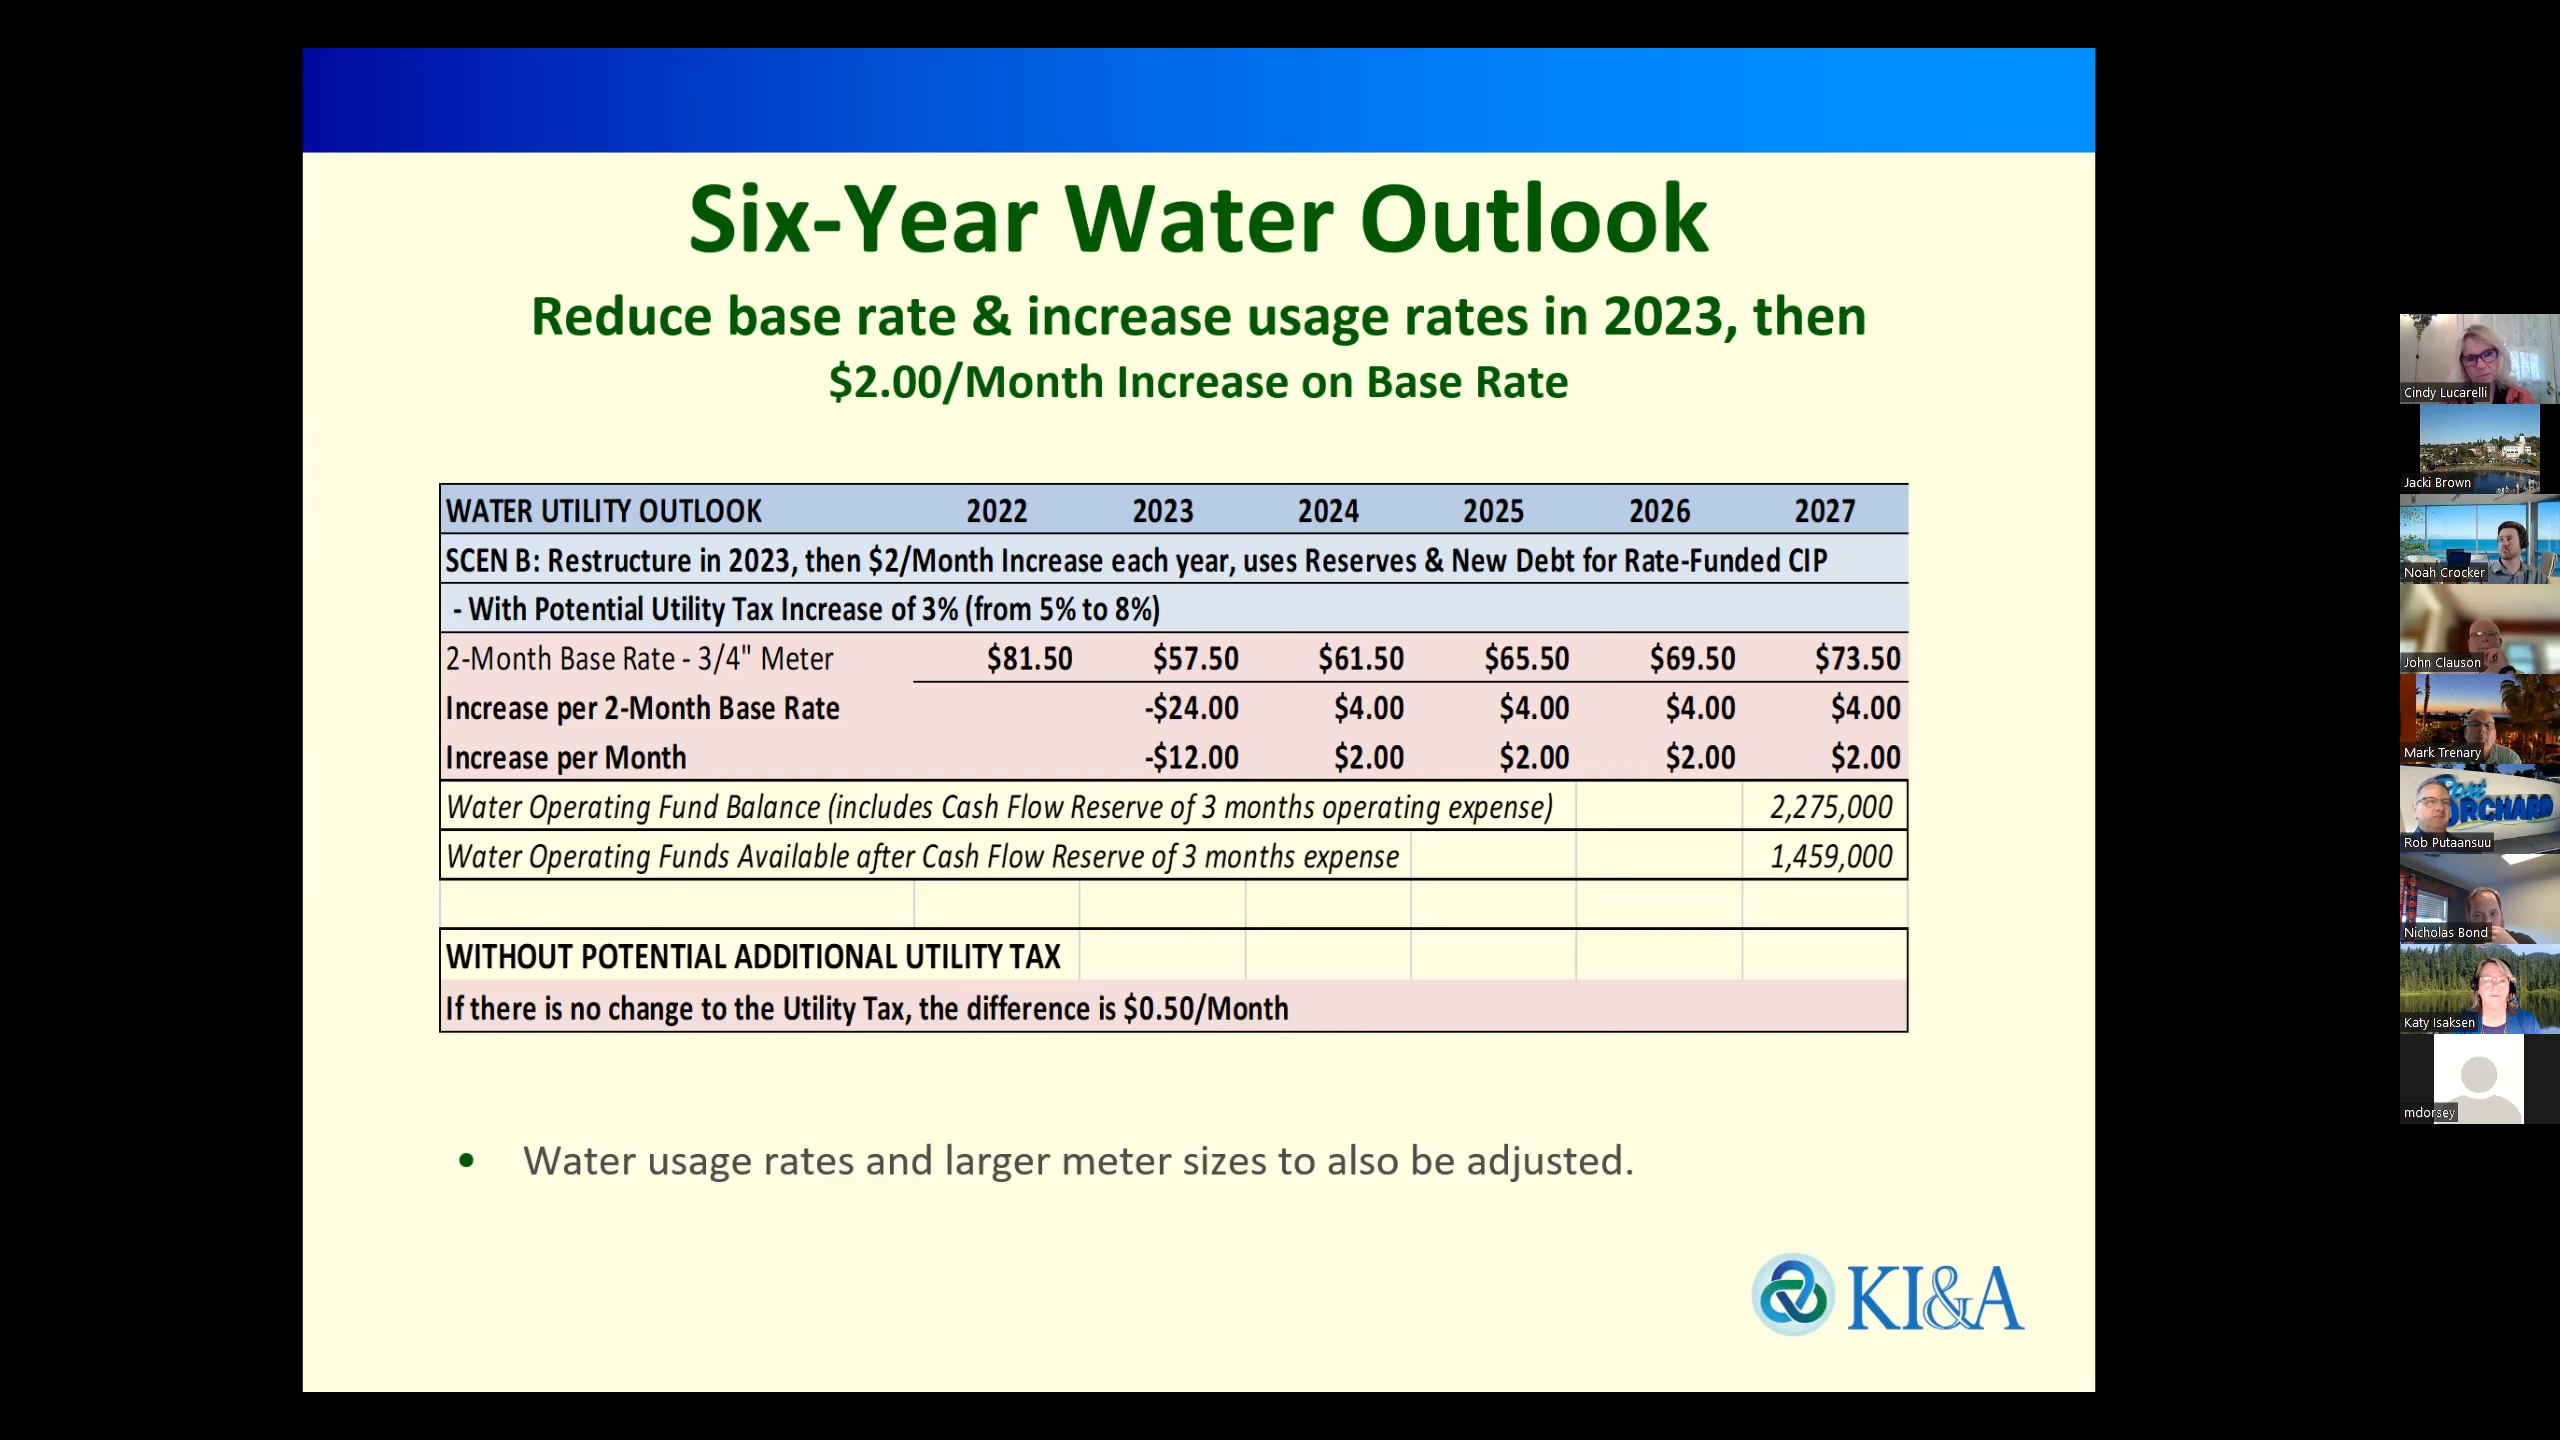 Six-Year Water Outlook
Reduce base rate & increase usage rates in 2023, then
$2.00/Month Increase on Base Rate
WATER UTILITY OUTLOOK 2022 2023 2024 2025 2026 2027
SCEN B: Restructure in 2023, then $2/Month Increase each year, uses Reserves & New Debt for Rate-Funded CIP
- With Potential Utility Tax Increase of 3% (from 5% to 8%)
2-Month Base Rate - 3/4" Meter $81.50 $57.50 $61.50 $65.50 $69.50 $73.50
Increase per 2-Month Base Rate -$24.00 $4.00 $4.00 $4.00 $4.00
Increase per Month -$12.00 $2.00 $2.00 $2.00 $2.00
Water Operating Fund Balance (includes Cash Flow Reserve of 3 months operating expense) 2,275,000
Water Operating Funds Available after Cash Flow Reserve of 3 months expense 1,459,000
WITHOUT POTENTIAL ADDITIONAL UTILITY TAX
If there is no change to the Utility Tax, the difference is $0.50/Month
• Water usage rates and larger meter sizes to also be adjusted.
KI&A
Cindy Lucarelli
Jacki Brown
Noah Crocker
John Clauson
Mark Trenary
Port
ORCHARD
Rob Putaansuu
Nicholas Bond
Katy Isaksen
mdorsey